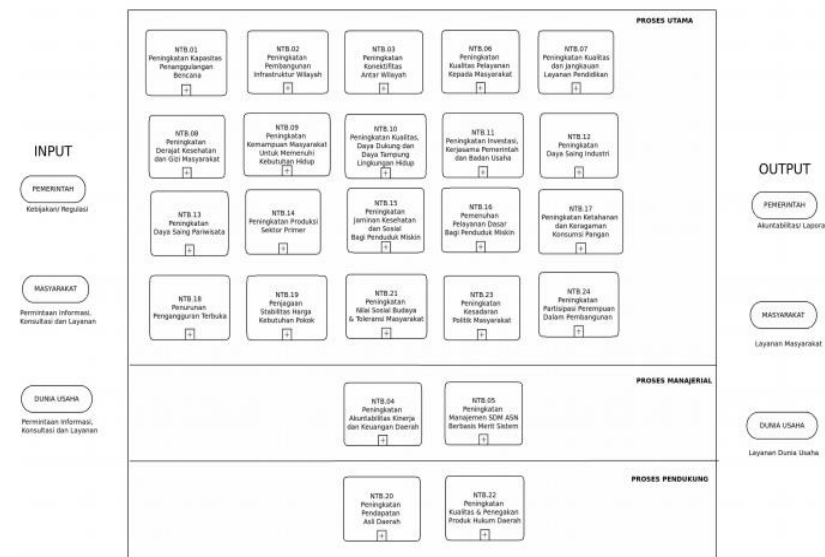 PROSES UTAMA
NTB.01
Peningkatan Kapasitas
Penanggulangan
Bencana
+
NTB.02
Peningkatan
Pembangunan
Infrastruktur Wilayah
+
NTB.03
Peningkatan
Konektifitas
Antar Wilayah
+
NTB.06
Peningkatan
Kualitas Pelayanan
Kepada Masyarakat
+
NTB.07
Peningkatan Kualitas
dan Jangkauan
Layanan Pendidikan
+
NTB.08
Peningkatan
Derajat Kesehatan
dan Gizi Masyarakat
+
NTB.09
Peningkatan
Kemampuan Masyarakat
Untuk Memenuhi
Kebutuhan Hidup
+
NTB.10
Peningkatan Kualitas,
Daya Dukung dan
Daya Tampung
Lingkungan Hidup
+
NTB.11
Peningkatan Investasi,
Kerjasama Pemerintah
dan Badan Usaha
+
NTB.12
Peningkatan
Daya Saing Industri
+
NTB.13
Peningkatan
Daya Saing Pariwisata
+
NTB.14
Peningkatan Produksi
Sektor Primer
+
NTB.15
Peningkatan
Jaminan Kesehatan
dan Sosial
Bagi Penduduk Miskin
+
NTB.16
Pemenuhan
Pelayanan Dasar
Bagi Penduduk Miskin
+
NTB.17
Peningkatan Ketahanan
dan Keragaman
Konsumsi Pangan
+
NTB.18
Penurunan
Pengangguran Terbuka
+
NTB.19
Penjagaan
Stabilitas Harga
Kebutuhan Pokok
+
NTB.21
Peningkatan
Nilai Sosial Budaya
& Toleransi Masyarakat
+
NTB.23
Peningkatan
Kesadaran
Politik Masyarakat
+
NTB.24
Peningkatan
Partisipasi Perempuan
Dalam Pembangunan
+
INPUT
PEMERINTAH
Kebijakan/ Regulasi
MASYARAKAT
Permintaan Informasi,
Konsultasi dan Layanan
DUNIA USAHA
Permintaan Informasi,
Konsultasi dan Layanan
PROSES MANAJERIAL
NTB.04
Peningkatan
Akuntabilitas Kinerja
dan Keuangan Daerah
+
NTB.05
Peningkatan
Manajemen SDM ASN
Berbasis Merit Sistem
+
PROSES PENDUKUNG
NTB.20
Peningkatan
Pendapatan
Asli Daerah
+
NTB.22
Peningkatan
Kualitas & Penegakan
Produk Hukum Daerah
+
OUTPUT
PEMERINTAH
Akuntabilitas/ Lapora
MASYARAKAT
Layanan Masyarakat
DUNIA USAHA
Layanan Dunia Usaha